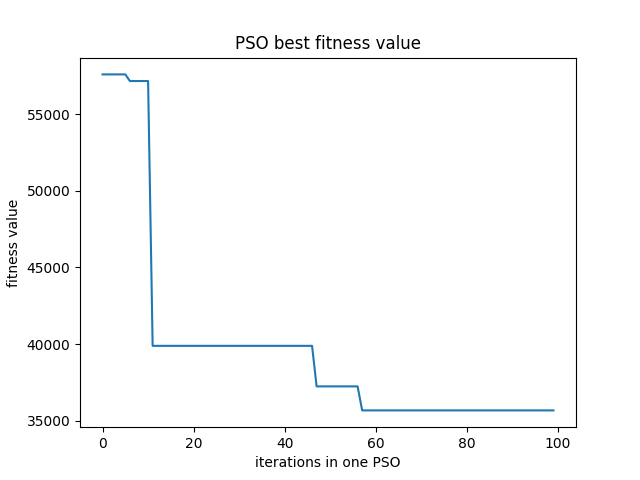 PSO best fitness value
fitness value
55000
50000
45000
40000
35000
0 20 40 60 80 100
iterations in one PSO